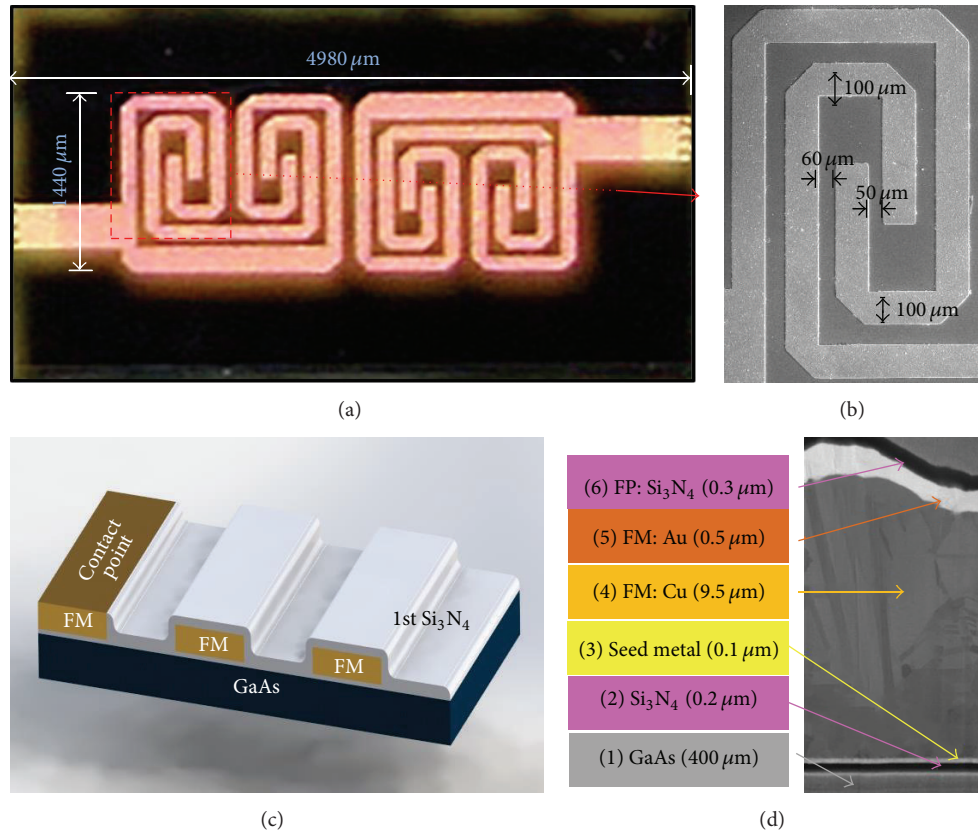 4980 µm
1440 µm
(a)
100 µm
60 µm
50 µm
100 µm
(b)
Contact
point
FM
FM
FM
1st Si₃N₄
GaAs
(c)
(6) FP: Si₃N₄ (0.3 µm)
(5) FM: Au (0.5 µm)
(4) FM: Cu (9.5 µm)
(3) Seed metal (0.1 µm)
(2) Si₃N₄ (0.2 µm)
(1) GaAs (400 µm)
(d)